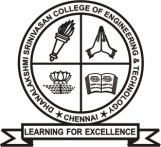 DHANALAKSHMI SRINIVASAN COLLEGE OF ENGINEERING & TECHNOLOGY
* CHENNAI *
LEARNING FOR EXCELLENCE